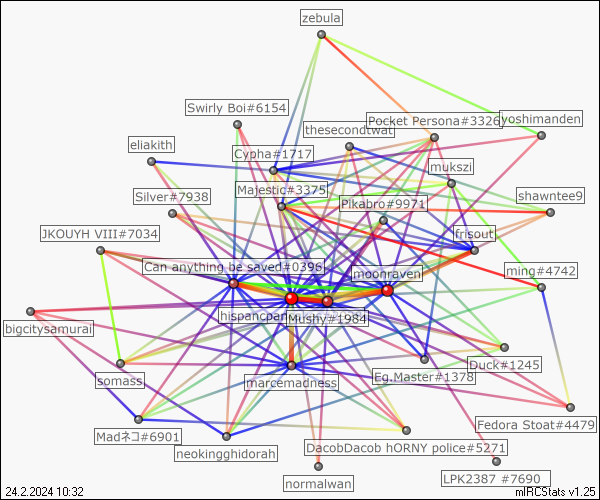 zebula
Swirly Boi#6154
Pocket Persona#3326
yoshimanden
thesecondtwat
eliakith
Cypha#1717
mukszi
Silver#7938
Majestic#3375
Pikabro#9971
shawntee9
JKOUYH VIII#7034
frisout
Can anything be saved#0396
moonraven
ming#4742
hispancpan
Mushy#1984
bigcitysamurai
somass
marcemadness
Eg.Master#1378
Duck#1245
Madネコ#6901
Fedora Stoat#4479
neokingghidorah
DacobDacob hORNY police#5271
normalwan
LPK2387 #7690
24.2.2024 10:32
mIRCStats v1.25